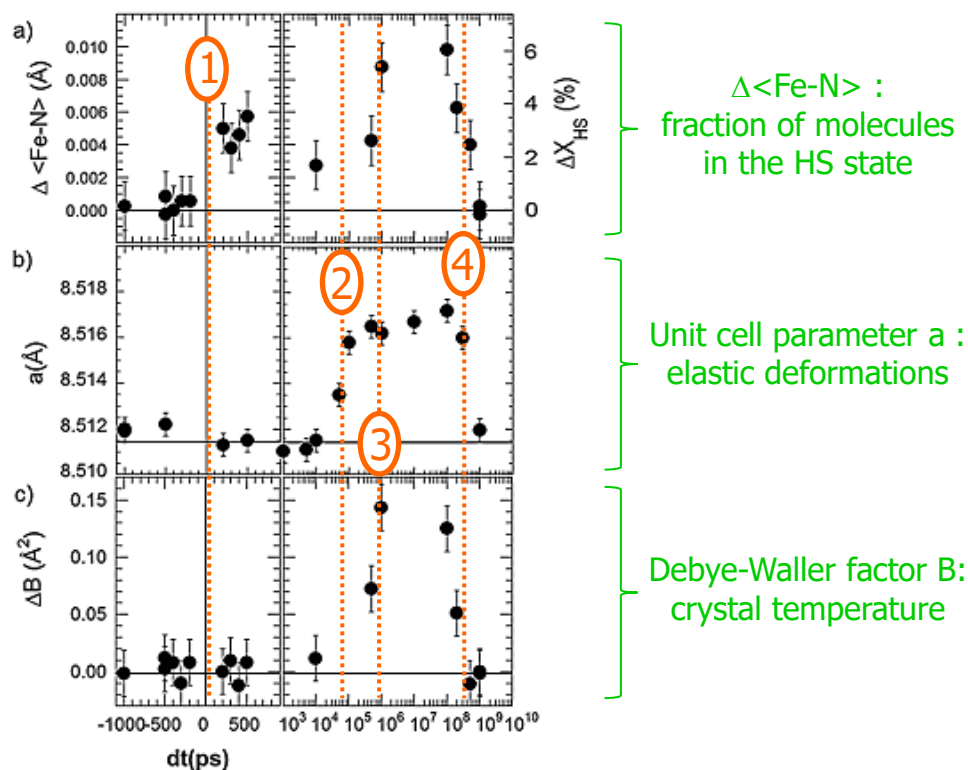 a)
Δ <Fe-N> (Å)
0.010
0.008
0.006
0.004
0.002
0.000
1
6
4
2
0
ΔX_HS (%)
Δ<Fe-N> :
fraction of molecules
in the HS state
b)
a(Å)
8.518
8.516
8.514
8.512
8.510
2
4
3
Unit cell parameter a :
elastic deformations
c)
ΔB (Å²)
0.15
0.10
0.05
0.00
Debye-Waller factor B:
crystal temperature
-1000 -500 0 500 10³ 10⁴ 10⁵ 10⁶ 10⁷ 10⁸ 10⁹ 10¹⁰
dt(ps) dt(ps)